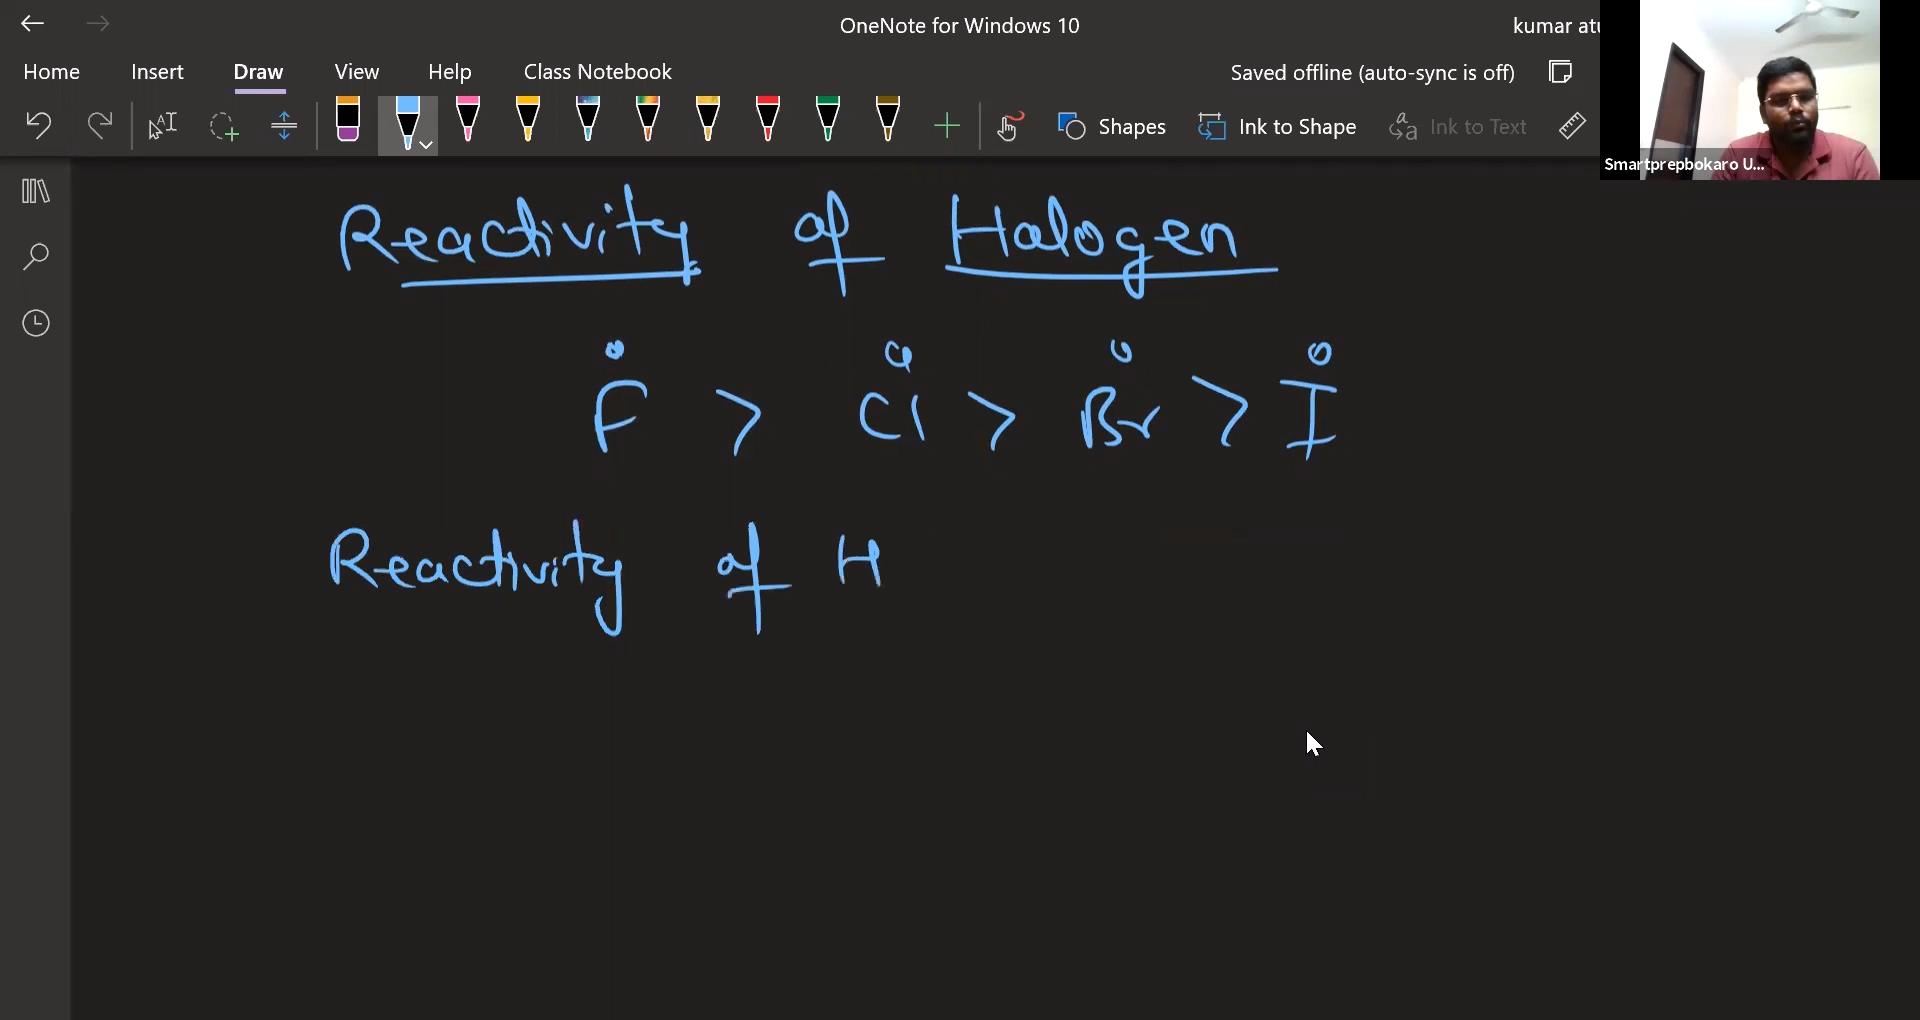 OneNote for Windows 10
kumar atu
Home Insert Draw View Help Class Notebook
Saved offline (auto-sync is off)
Shapes Ink to Shape Ink to Text
Smartprepbokaro U...
Reactivity of Halogen
F̊ > Cl̊ > Br̊ > I̊
Reactivity of H